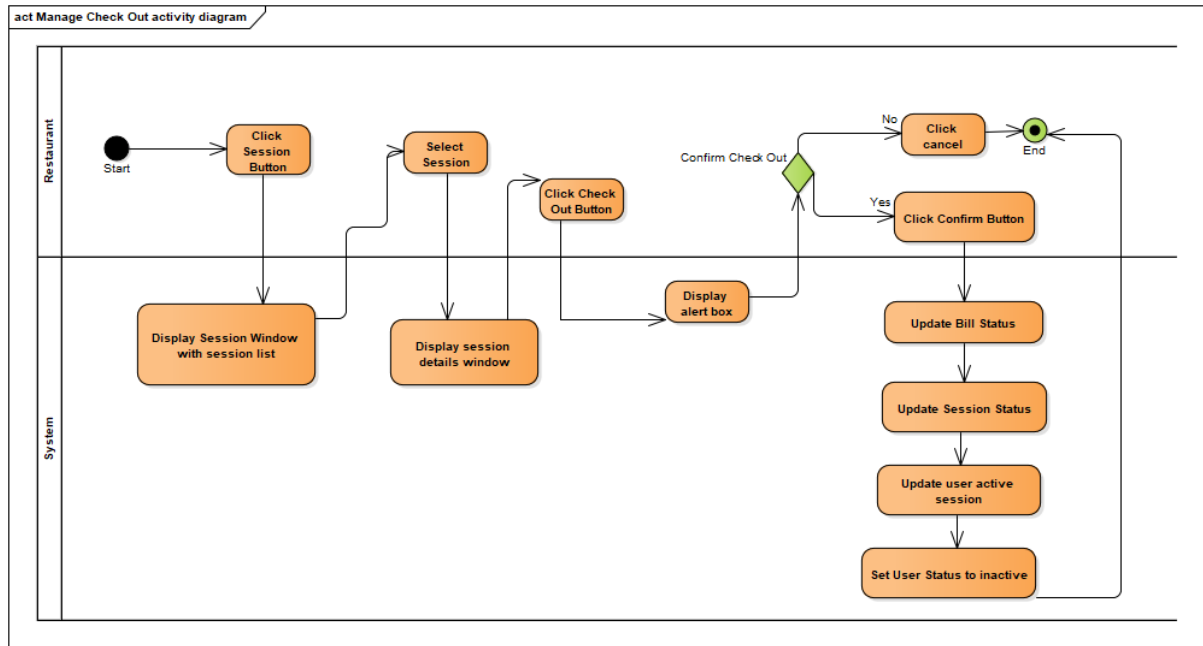 act Manage Check Out activity diagram
Restaurant
Start
Click
Session
Button
Select
Session
Click Check
Out Button
Confirm Check Out
No
Click
cancel
End
Yes
Click Confirm Button
System
Display Session Window
with session list
Display session
details window
Display
alert box
Update Bill Status
Update Session Status
Update user active
session
Set User Status to inactive